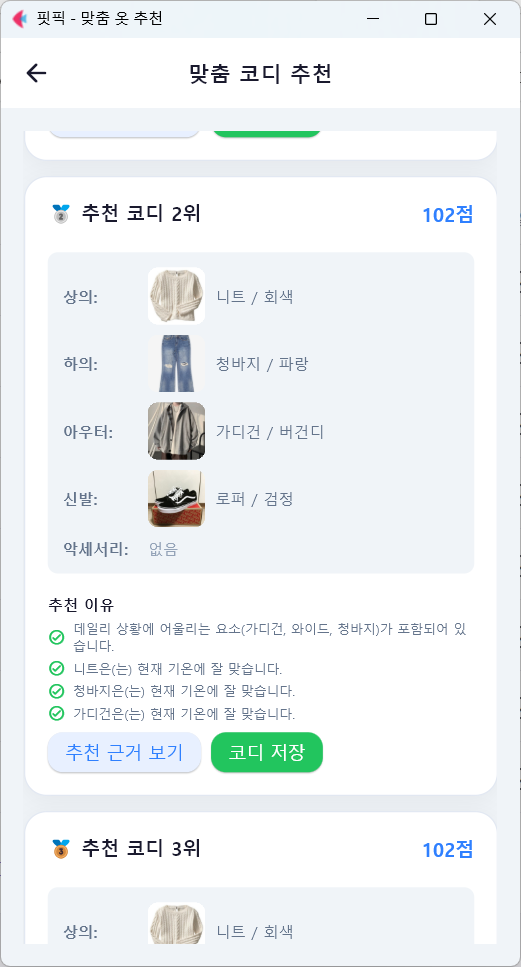 핏픽 - 맞춤 옷 추천
맞춤 코디 추천
2
추천 코디 2위
102점
상의:
니트 / 회색
하의:
청바지 / 파랑
아우터:
가디건 / 버건디
신발:
로퍼 / 검정
악세서리:
없음
추천 이유
데일리 상황에 어울리는 요소(가디건, 와이드, 청바지)가 포함되어 있
습니다.
니트은(는) 현재 기온에 잘 맞습니다.
청바지은(는) 현재 기온에 잘 맞습니다.
가디건은(는) 현재 기온에 잘 맞습니다.
추천 근거 보기
코디 저장
3
추천 코디 3위
102점
상의:
니트 / 회색